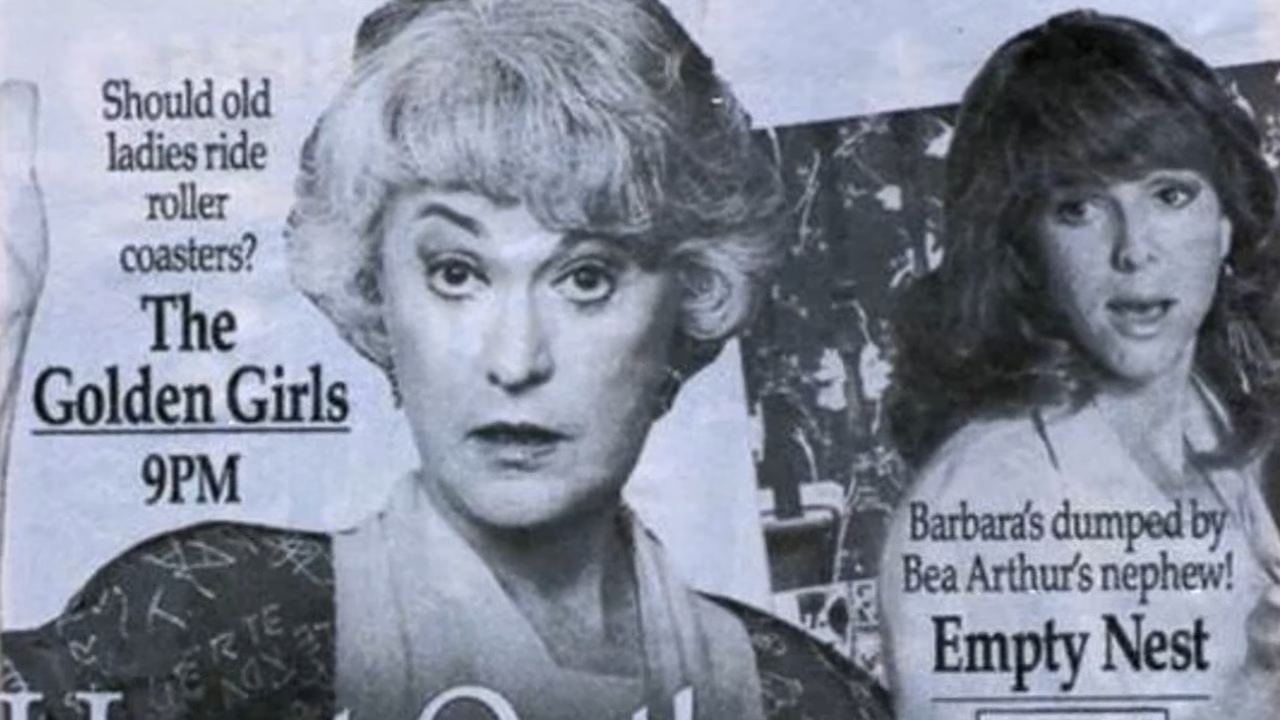 Should old
ladies ride
roller
coasters?
The
Golden Girls
9PM
Barbara's dumped by
Bea Arthur's nephew!
Empty Nest